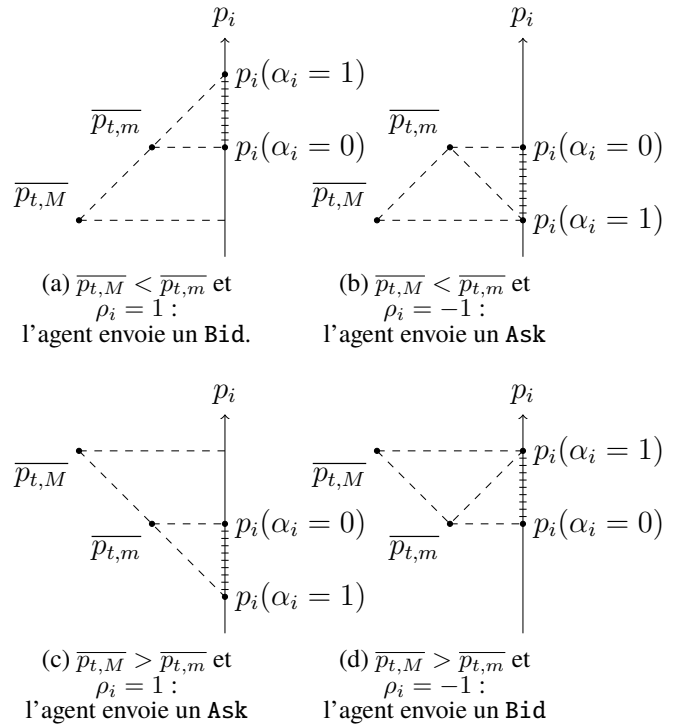 p_i
p_i(α_i = 1)
\overline{p_{t,m}}
p_i(α_i = 0)
\overline{p_{t,M}}
(a) \overline{p_{t,M}} < \overline{p_{t,m}} et
ρ_i = 1 :
l'agent envoie un Bid.
p_i
\overline{p_{t,m}}
p_i(α_i = 0)
\overline{p_{t,M}}
p_i(α_i = 1)
(b) \overline{p_{t,M}} < \overline{p_{t,m}} et
ρ_i = −1 :
l'agent envoie un Ask
p_i
\overline{p_{t,M}}
p_i(α_i = 0)
\overline{p_{t,m}}
p_i(α_i = 1)
(c) \overline{p_{t,M}} > \overline{p_{t,m}} et
ρ_i = 1 :
l'agent envoie un Ask
p_i
p_i(α_i = 1)
\overline{p_{t,M}}
p_i(α_i = 0)
\overline{p_{t,m}}
(d) \overline{p_{t,M}} > \overline{p_{t,m}} et
ρ_i = −1 :
l'agent envoie un Bid